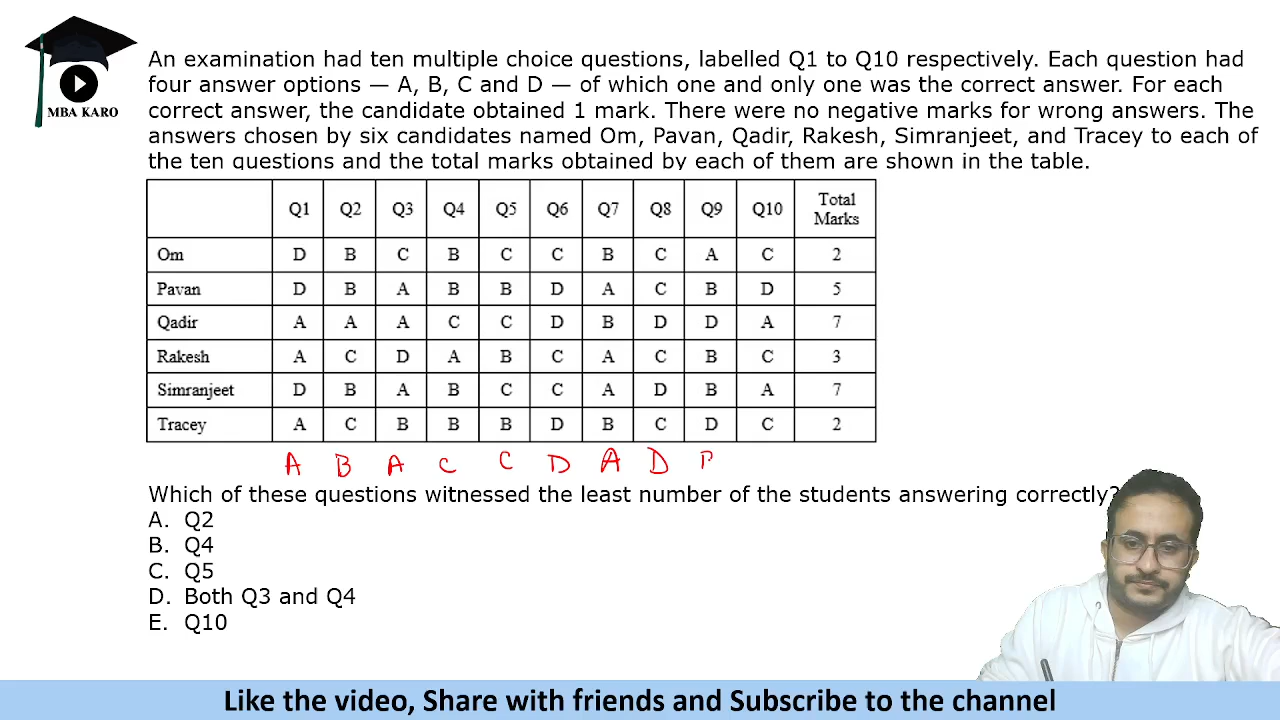 MBA KARO
An examination had ten multiple choice questions, labelled Q1 to Q10 respectively. Each question had
four answer options — A, B, C and D — of which one and only one was the correct answer. For each
correct answer, the candidate obtained 1 mark. There were no negative marks for wrong answers. The
answers chosen by six candidates named Om, Pavan, Qadir, Rakesh, Simranjeet, and Tracey to each of
the ten questions and the total marks obtained by each of them are shown in the table.
Q1 Q2 Q3 Q4 Q5 Q6 Q7 Q8 Q9 Q10 Total Marks
Om D B C B C C B C A C 2
Pavan D B A B B D A C B D 5
Qadir A A A C C D B D D A 7
Rakesh A C D A B C A C B C 3
Simranjeet D B A B C C A D B A 7
Tracey A C B B B D B C D C 2
A B A C C D A D
Which of these questions witnessed the least number of the students answering correctly?
A. Q2
B. Q4
C. Q5
D. Both Q3 and Q4
E. Q10
Like the video, Share with friends and Subscribe to the channel